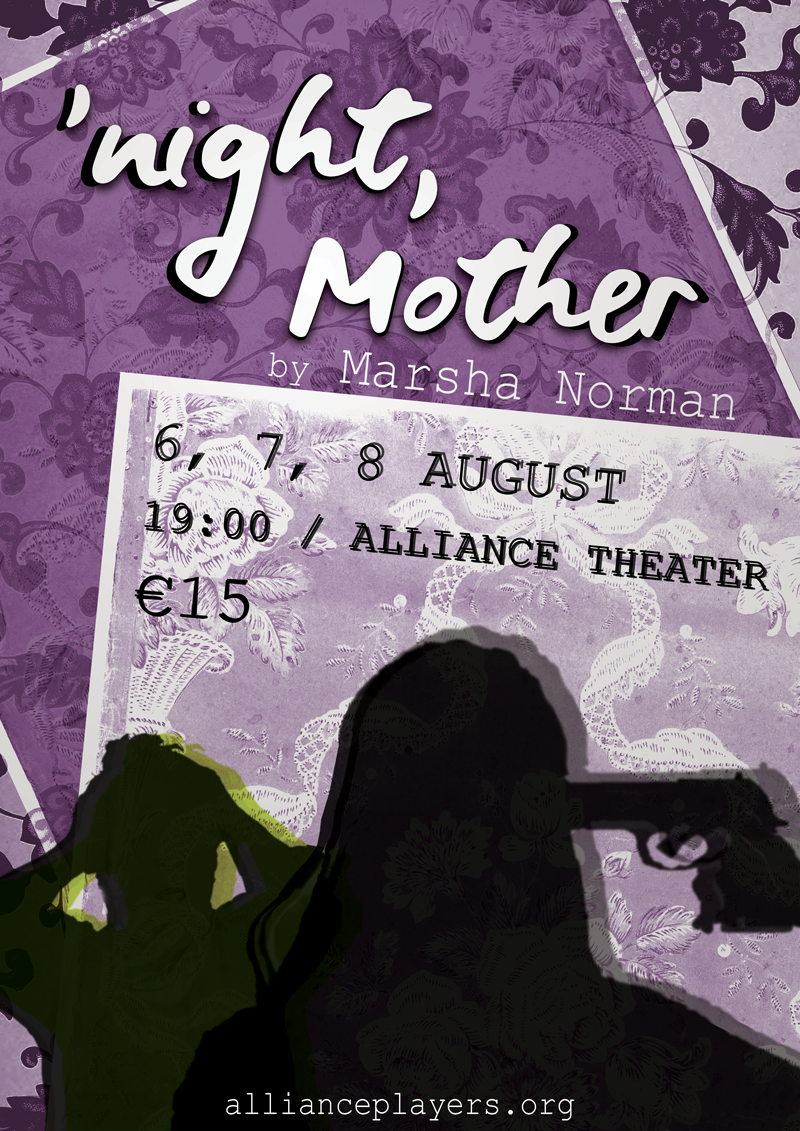 'night,
Mother
by Marsha Norman
6, 7, 8 AUGUST
19:00 / ALLIANCE THEATER
€15
allianceplayers.org